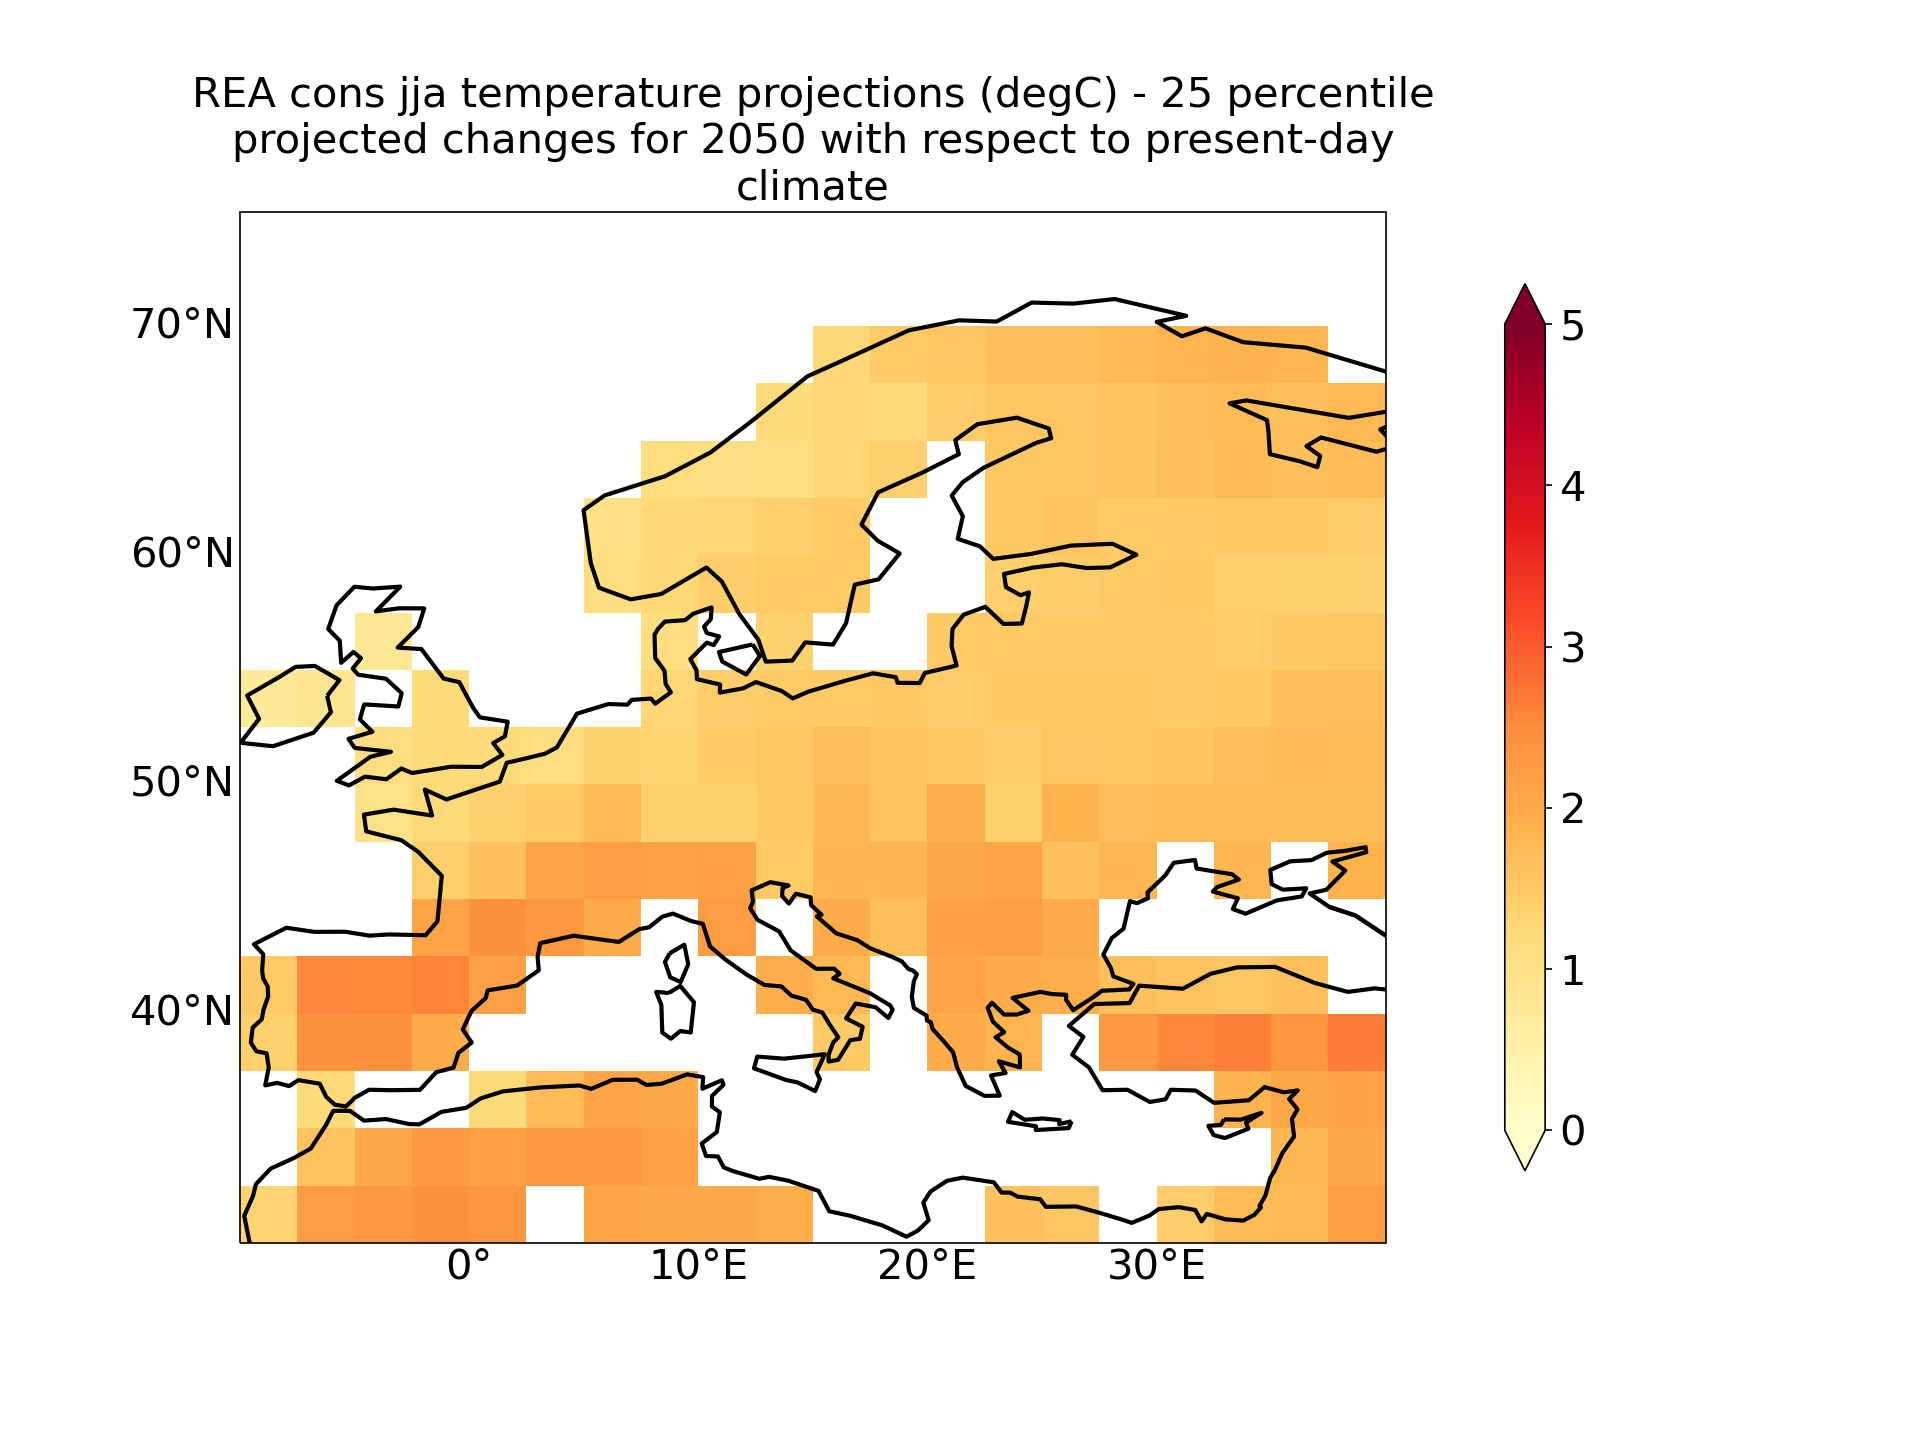 REA cons jja temperature projections (degC) - 25 percentile
projected changes for 2050 with respect to present-day
climate
70°N
60°N
50°N
40°N
0°
10°E
20°E
30°E
5
4
3
2
1
0